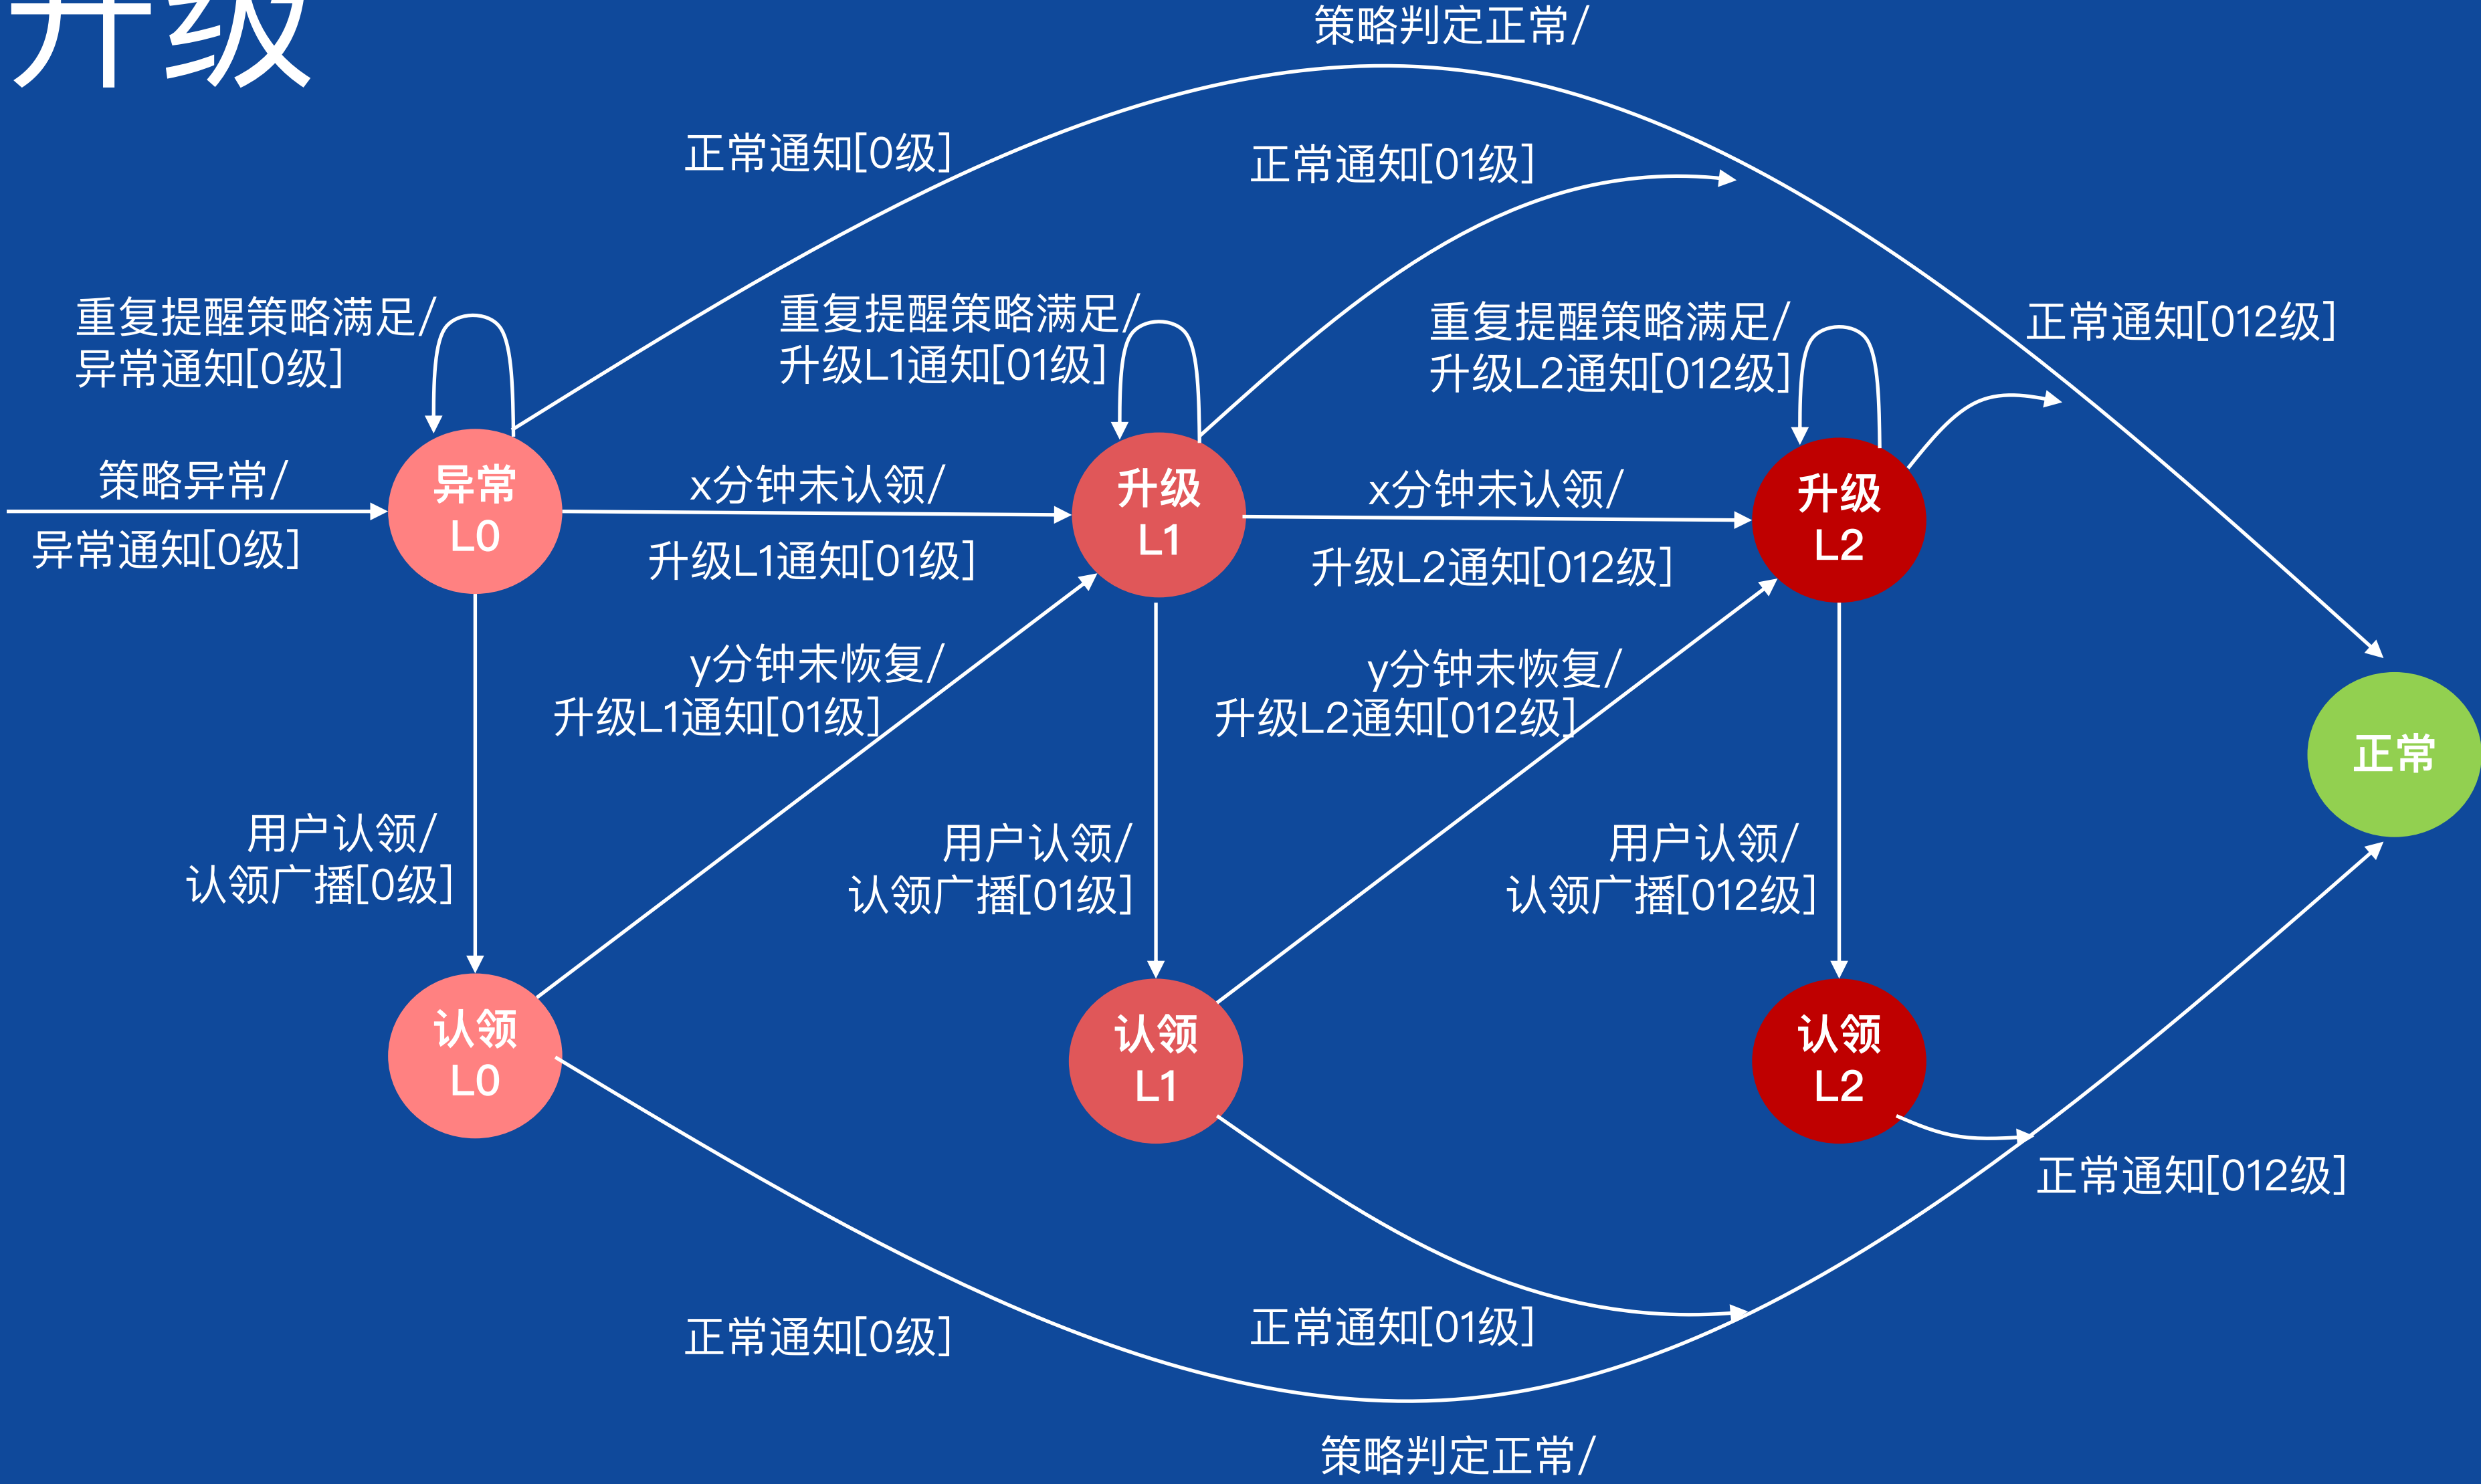 升级
策略判定正常/
正常通知[0级]
正常通知[01级]
重复提醒策略满足/
异常通知[0级]
重复提醒策略满足/
升级L1通知[01级]
重复提醒策略满足/
升级L2通知[012级]
正常通知[012级]
策略异常/
异常通知[0级]
异常
L0
x分钟未认领/
升级L1通知[01级]
升级
L1
x分钟未认领/
升级L2通知[012级]
升级
L2
y分钟未恢复/
升级L1通知[01级]
y分钟未恢复/
升级L2通知[012级]
正常
用户认领/
认领广播[0级]
用户认领/
认领广播[01级]
用户认领/
认领广播[012级]
认领
L0
认领
L1
认领
L2
正常通知[012级]
正常通知[0级]
正常通知[01级]
策略判定正常/